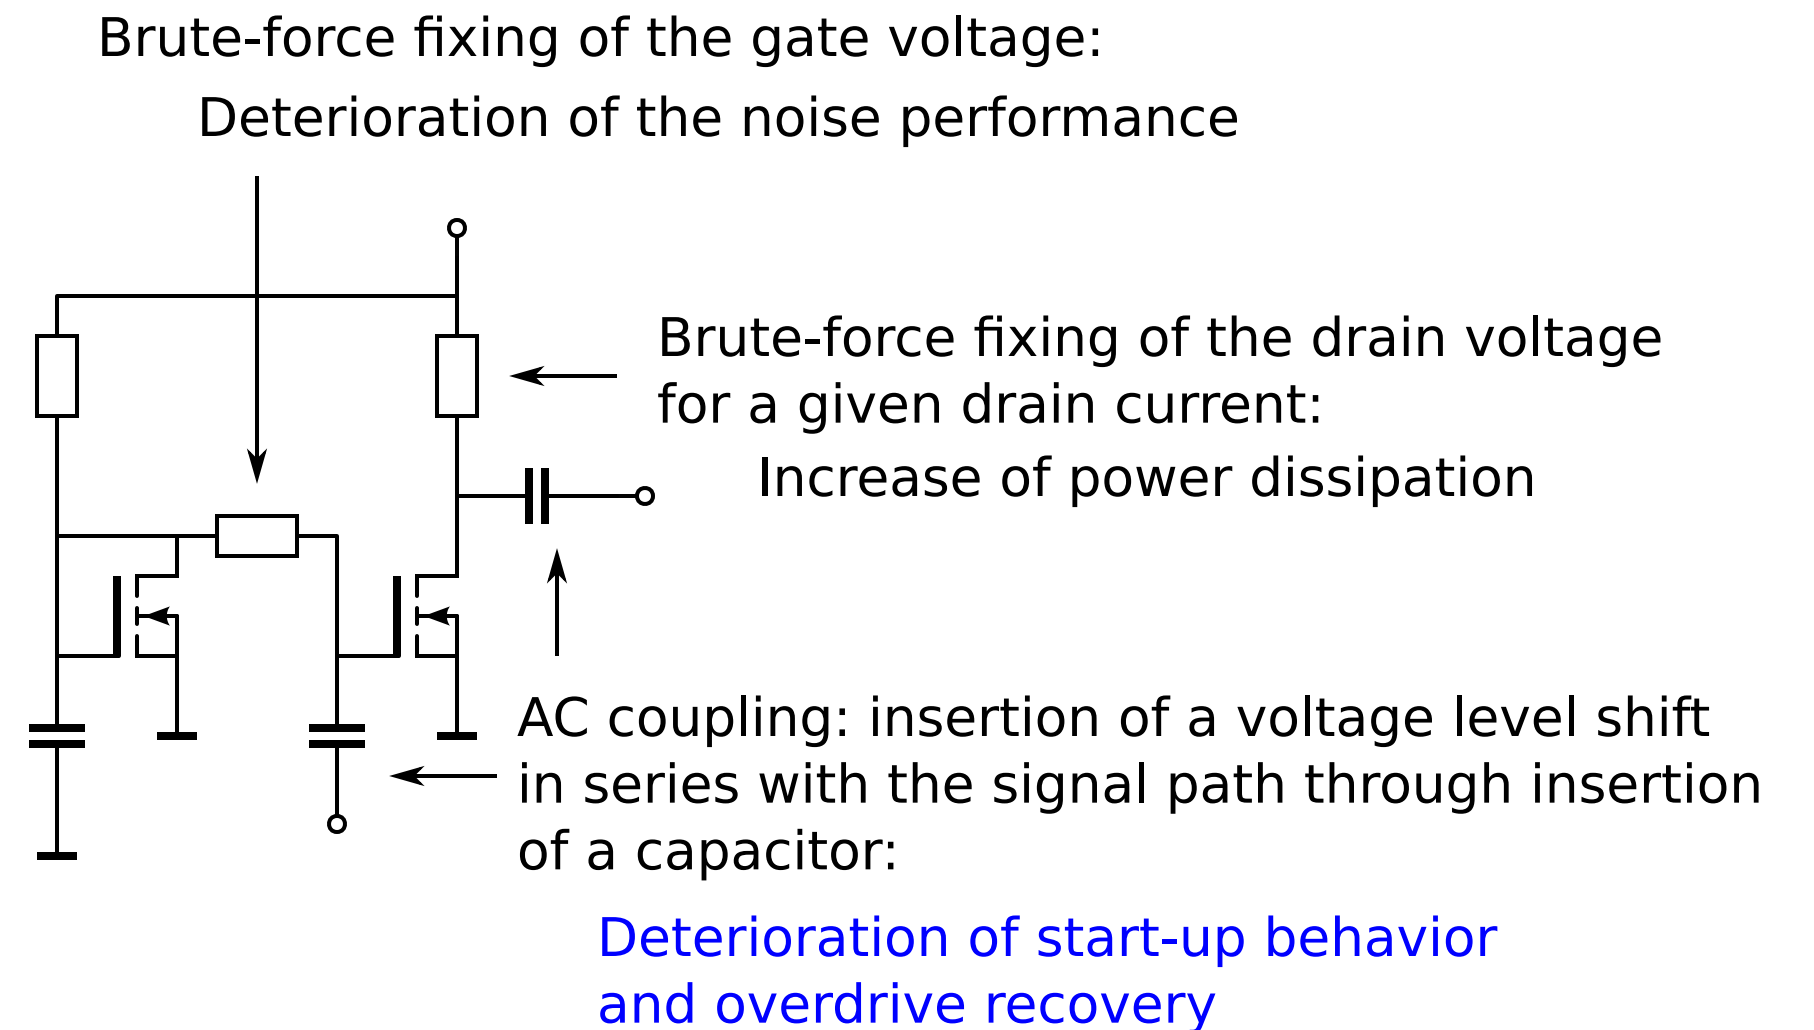 Brute-force fixing of the gate voltage:
Deterioration of the noise performance
Brute-force fixing of the drain voltage
for a given drain current:
Increase of power dissipation
AC coupling: insertion of a voltage level shift
in series with the signal path through insertion
of a capacitor:
Deterioration of start-up behavior
and overdrive recovery